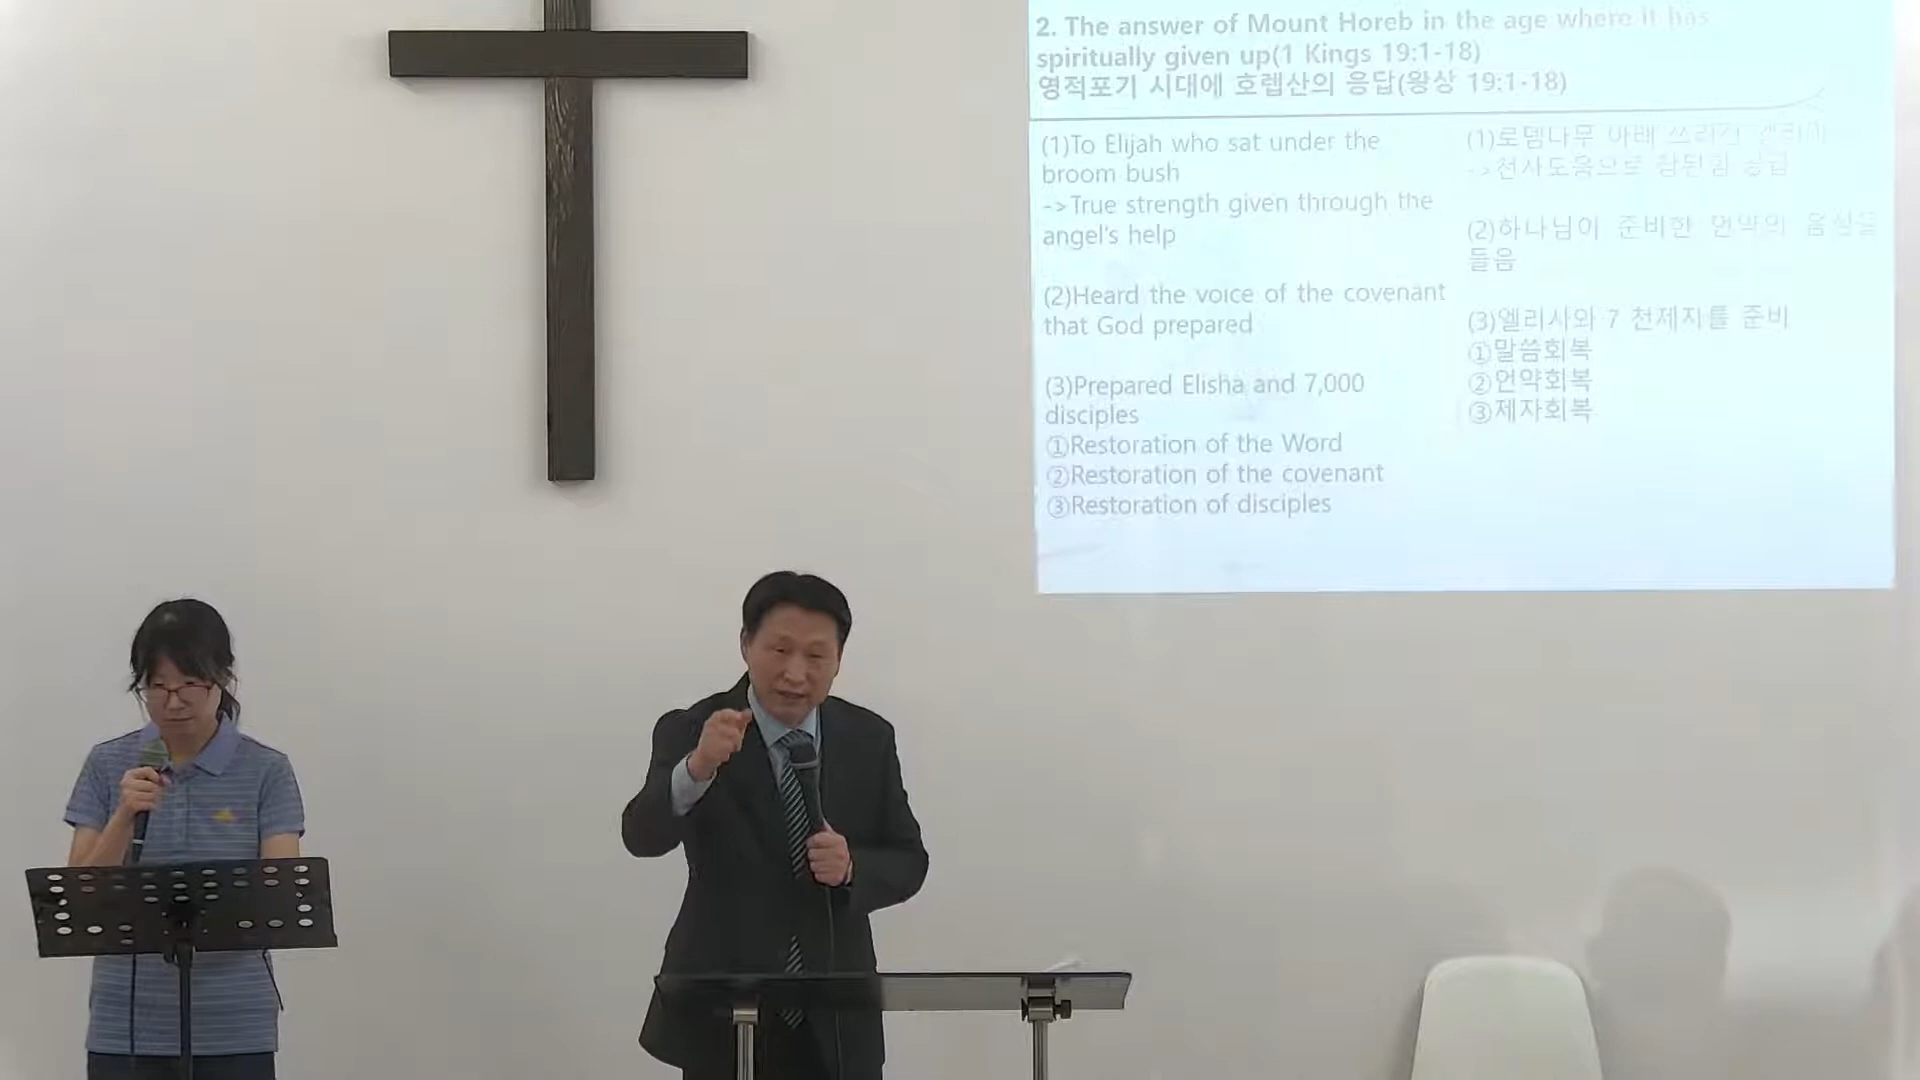 2. The answer of Mount Horeb in the age where it has
spiritually given up(1 Kings 19:1-18)
영적포기 시대에 호렙산의 응답(왕상 19:1-18)
(1)To Elijah who sat under the
broom bush
->True strength given through the
angel's help
(2)Heard the voice of the covenant
that God prepared
(3)Prepared Elisha and 7,000
disciples
①Restoration of the Word
②Restoration of the covenant
③Restoration of disciples
(1)로뎀나무 아래 쓰러진
->천사도움으로 참된힘 공급
(2)하나님이 준비한 언약의 음성을
들음
(3)엘리사와 7 천제자를 준비
①말씀회복
②언약회복
③제자회복